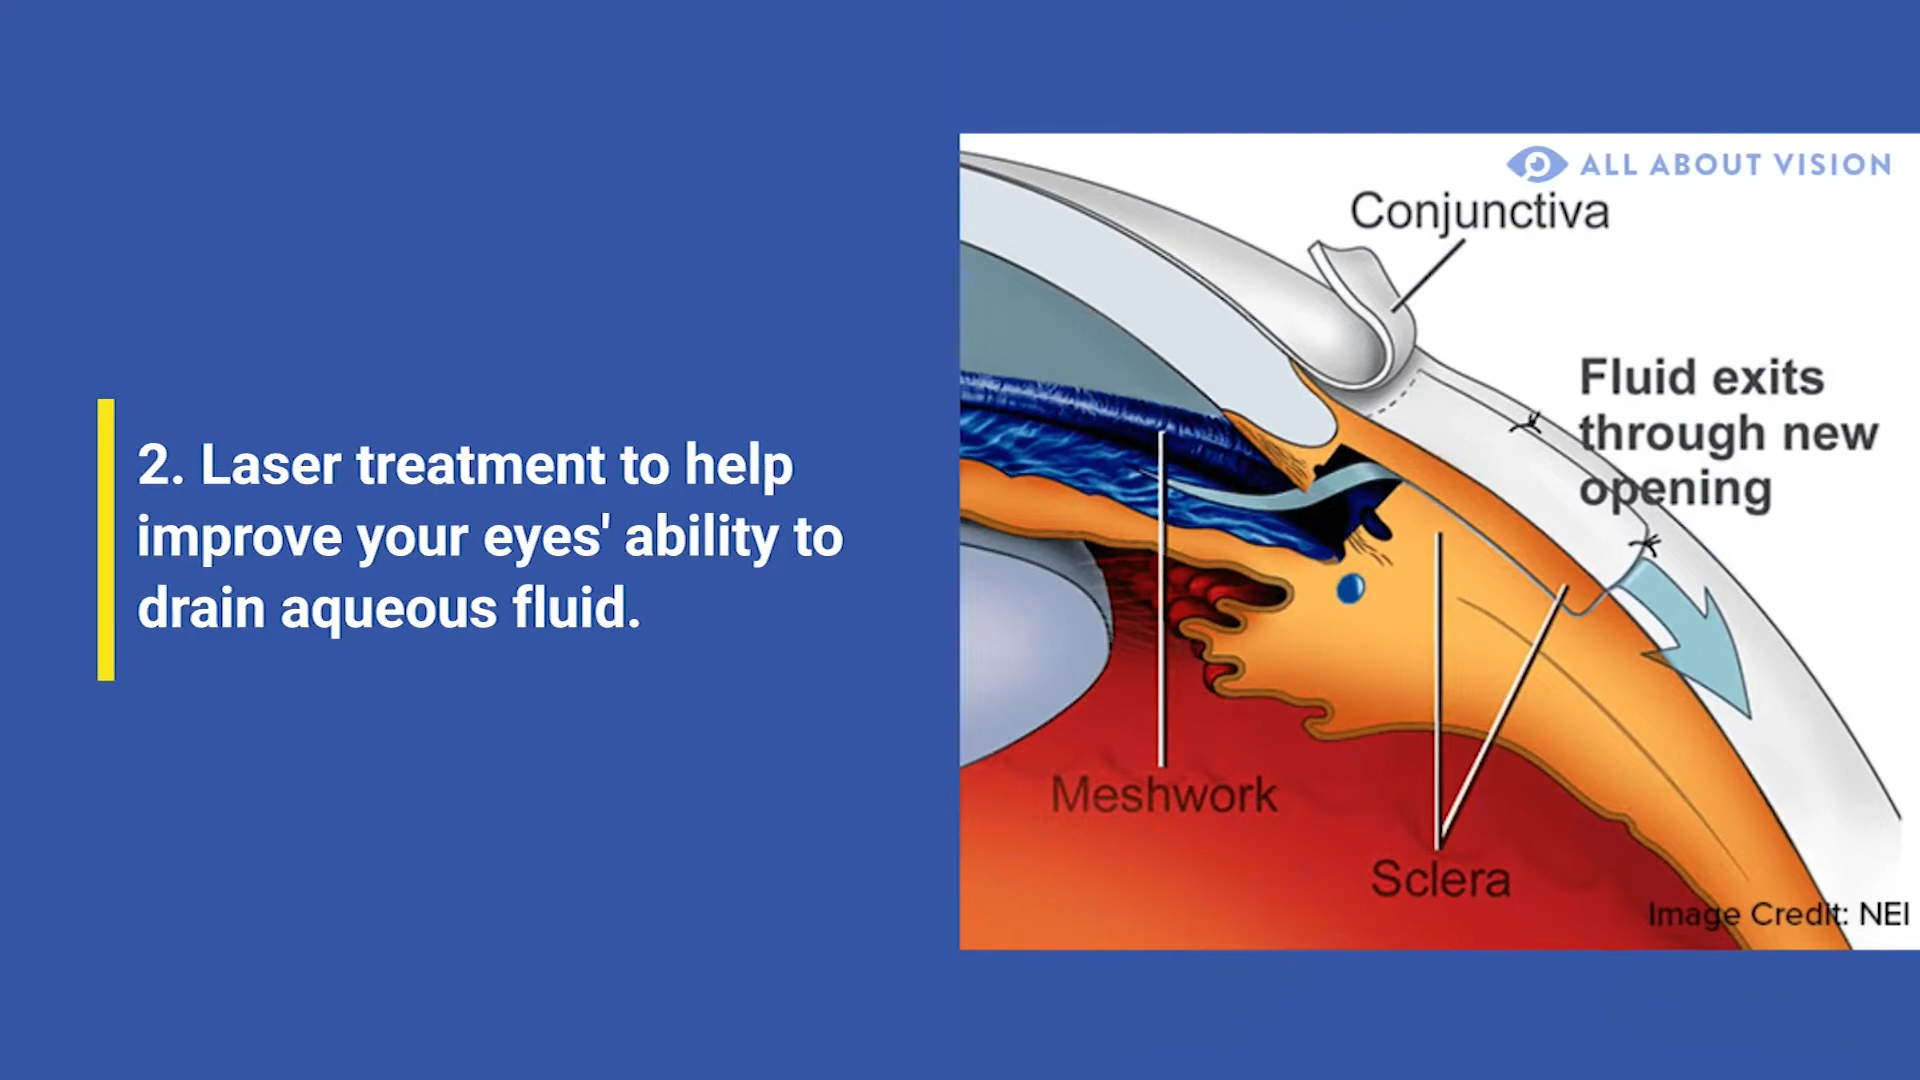 2. Laser treatment to help
improve your eyes' ability to
drain aqueous fluid.
ALL ABOUT VISION
Conjunctiva
Fluid exits
through new
opening
Meshwork
Sclera
Image Credit: NEI